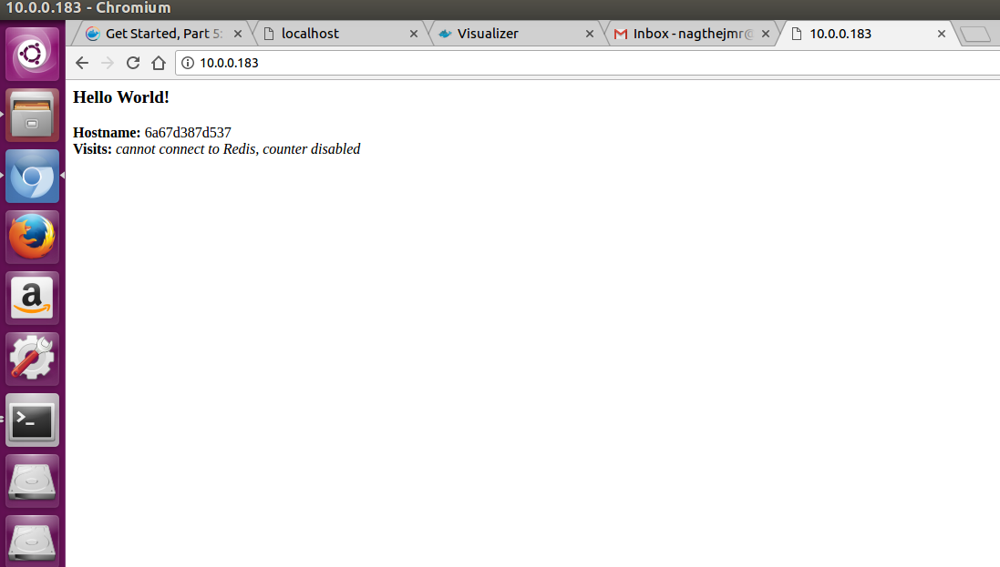 10.0.0.183 - Chromium
Get Started, Part 5:
localhost
Visualizer
Inbox - nagthejmr@
10.0.0.183
10.0.0.183
Hello World!
Hostname: 6a67d387d537
Visits: cannot connect to Redis, counter disabled
a
>_